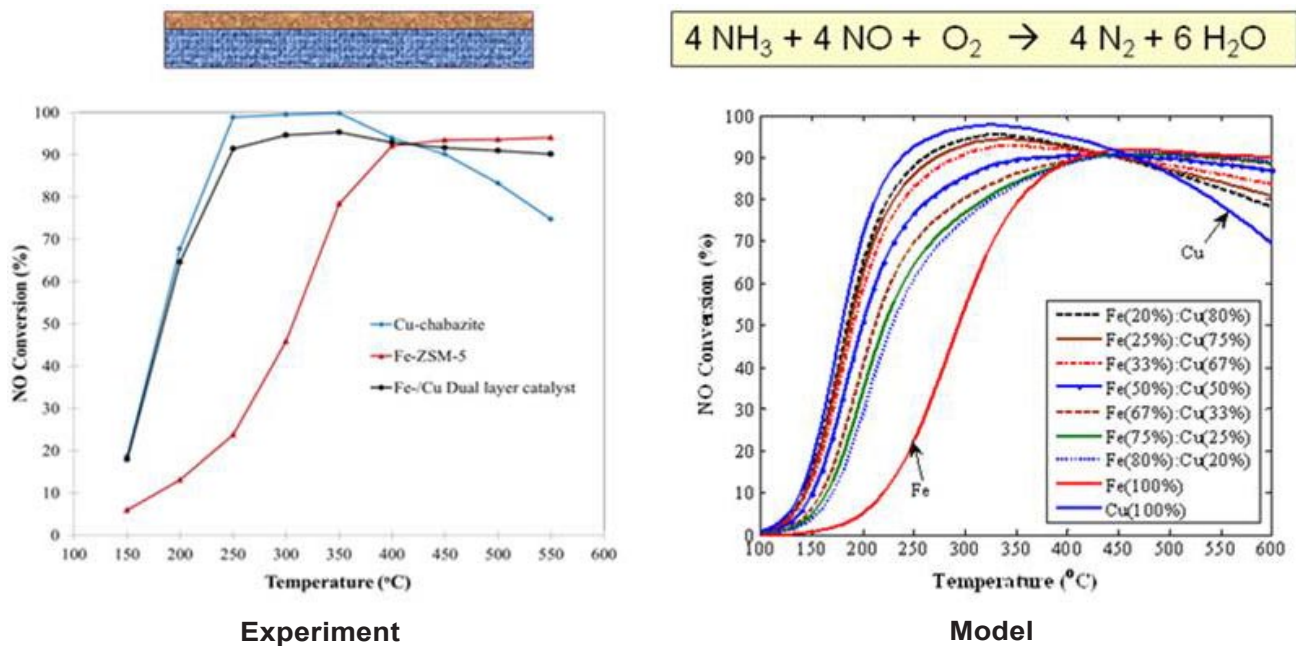 4 NH₃ + 4 NO + O₂ → 4 N₂ + 6 H₂O
NO Conversion (%)
100
90
80
70
60
50
40
30
20
10
0
Cu-chabazite
Fe-ZSM-5
Fe-/Cu Dual layer catalyst
100 150 200 250 300 350 400 450 500 550 600
Temperature (°C)
Experiment
NO Conversion (%)
100
90
80
70
60
50
40
30
20
10
0
Cu
Fe
Fe(20%):Cu(80%)
Fe(25%):Cu(75%)
Fe(33%):Cu(67%)
Fe(50%):Cu(50%)
Fe(67%):Cu(33%)
Fe(75%):Cu(25%)
Fe(80%):Cu(20%)
Fe(100%)
Cu(100%)
100 150 200 250 300 350 400 450 500 550 600
Temperature (°C)
Model